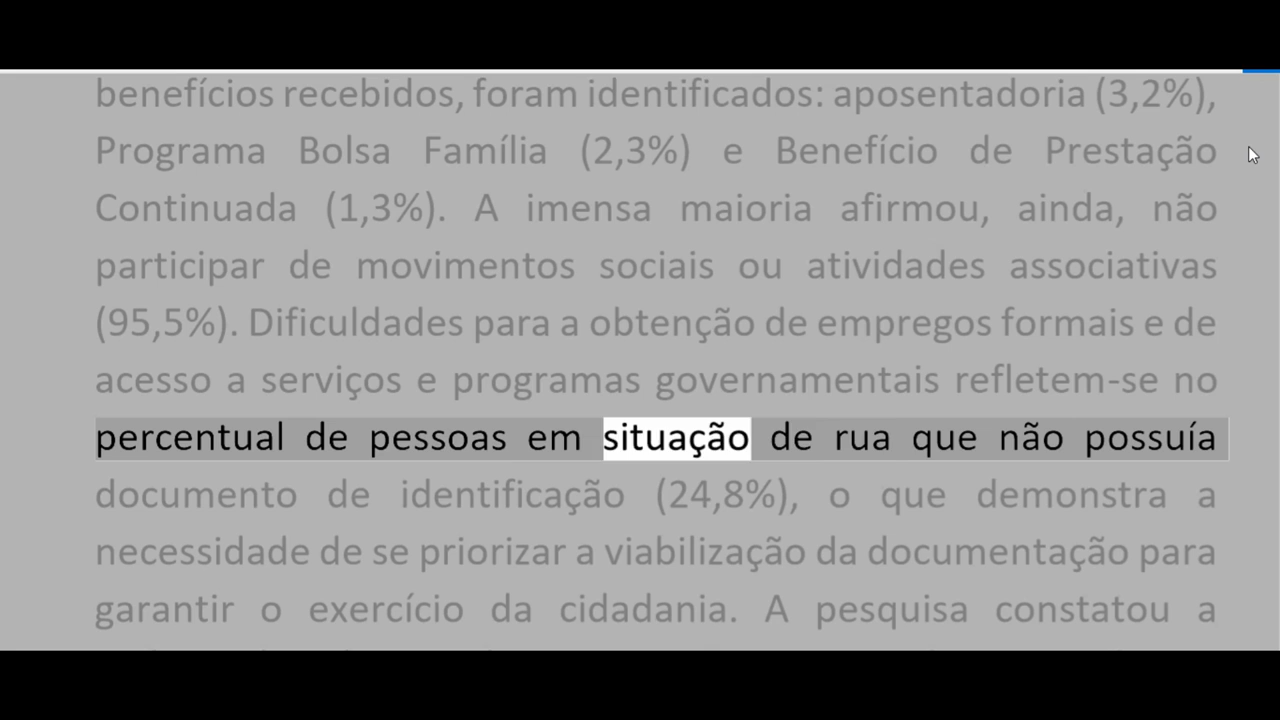 benefícios recebidos, foram identificados: aposentadoria (3,2%),
Programa Bolsa Família (2,3%) e Benefício de Prestação
Continuada (1,3%). A imensa maioria afirmou, ainda, não
participar de movimentos sociais ou atividades associativas
(95,5%). Dificuldades para a obtenção de empregos formais e de
acesso a serviços e programas governamentais refletem-se no
percentual de pessoas em situação de rua que não possuía
documento de identificação (24,8%), o que demonstra a
necessidade de se priorizar a viabilização da documentação para
garantir o exercício da cidadania. A pesquisa constatou a